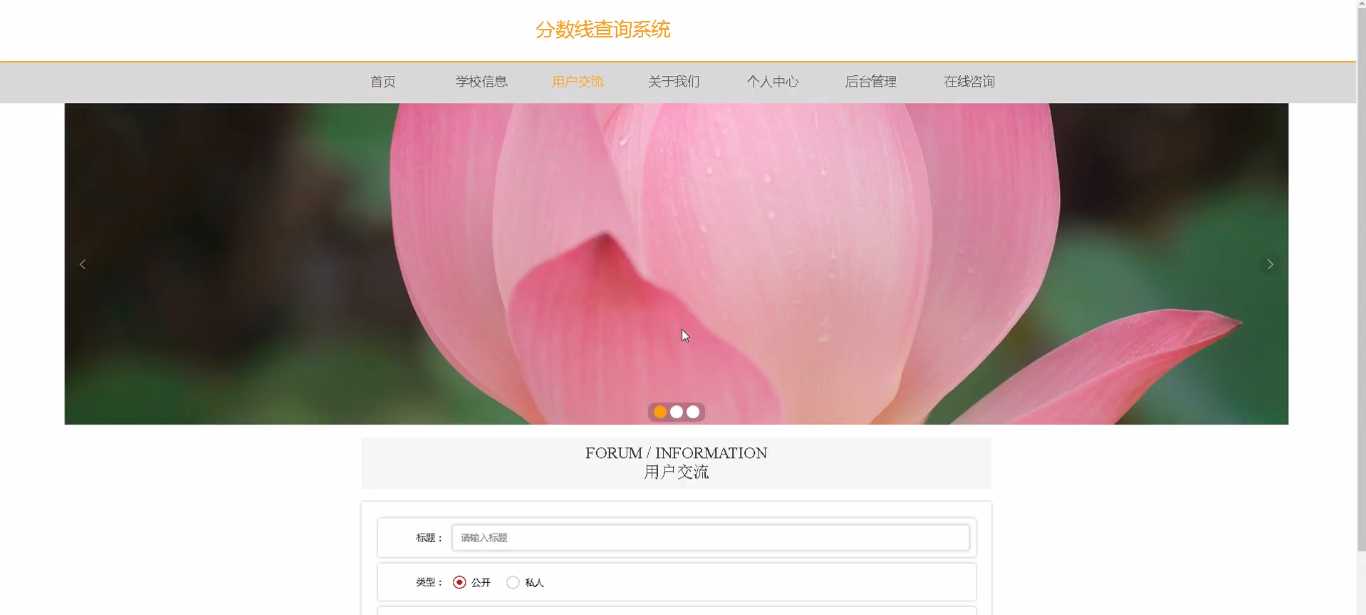 分数线查询系统
首页 学校信息 用户交流 关于我们 个人中心 后台管理 在线咨询
FORUM / INFORMATION
用户交流
标题： 请输入标题
类型： 公开 私人